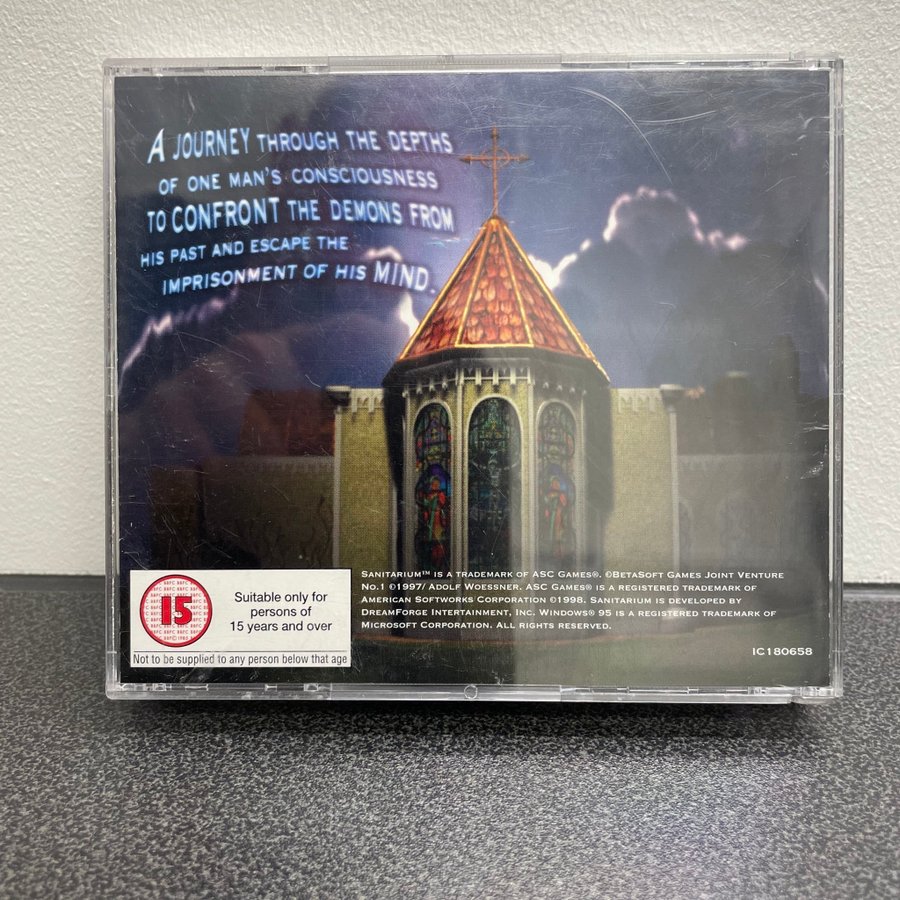 A JOURNEY THROUGH THE DEPTHS
OF ONE MAN'S CONSCIOUSNESS
TO CONFRONT THE DEMONS FROM
HIS PAST AND ESCAPE THE
IMPRISONMENT OF HIS MIND.
15
Suitable only for
persons of
15 years and over
Not to be supplied to any person below that age
SANITARIUM™ IS A TRADEMARK OF ASC GAMES®. ©BETASOFT GAMES JOINT VENTURE
NO.1 ©1997/ ADOLF WOESSNER. ASC GAMES® IS A REGISTERED TRADEMARK OF
AMERICAN SOFTWORKS CORPORATION ©1998. SANITARIUM IS DEVELOPED BY
DREAMFORGE INTERTAINMENT, INC. WINDOWS® 95 IS A REGISTERED TRADEMARK OF
MICROSOFT CORPORATION. ALL RIGHTS RESERVED.
IC180658